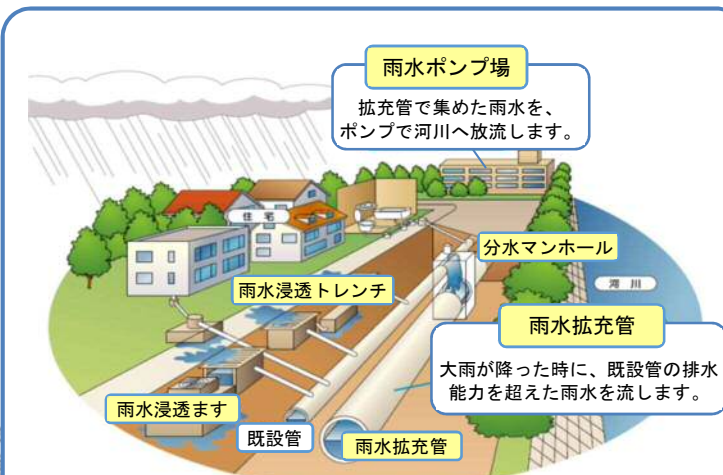 雨水ポンプ場
拡充管で集めた雨水を、
ポンプで河川へ放流します。
住宅
分水マンホール
雨水浸透トレンチ
河川
雨水拡充管
大雨が降った時に、既設管の排水
能力を超えた雨水を流します。
雨水浸透ます
既設管
雨水拡充管